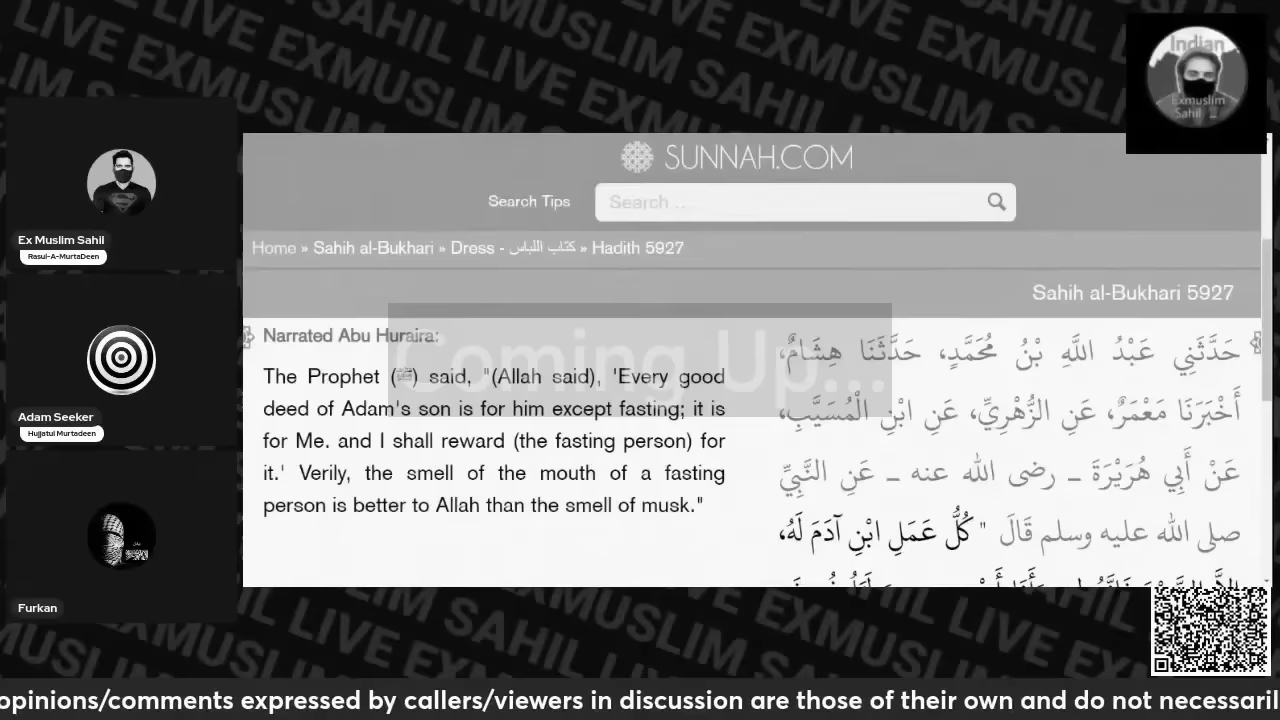 LIVE EXMUSLIM SAHIL LIVE EXMUSLIM SAHIL
Indian
Exmuslim
Sahil
Ex Muslim Sahil
Rasul-A-MurtaDeen
Adam Seeker
Hujjatul Murtadeen
Furkan
SUNNAH.COM
Search Tips
Search ...
Home » Sahih al-Bukhari » Dress - كتاب اللباس » Hadith 5927
Sahih al-Bukhari 5927
Coming Up...
Narrated Abu Huraira:
The Prophet (ﷺ) said, "(Allah said), 'Every good
deed of Adam's son is for him except fasting; it is
for Me. and I shall reward (the fasting person) for
it.' Verily, the smell of the mouth of a fasting
person is better to Allah than the smell of musk."
حَدَّثَنِي عَبْدُ اللَّهِ بْنُ مُحَمَّدٍ، حَدَّثَنَا هِشَامٌ،
أَخْبَرَنَا مَعْمَرٌ، عَنِ الزُّهْرِيِّ، عَنِ ابْنِ الْمُسَيَّبِ،
عَنْ أَبِي هُرَيْرَةَ ـ رضى الله عنه ـ عَنِ النَّبِيِّ
صلى الله عليه وسلم قَالَ " كُلُّ عَمَلِ ابْنِ آدَمَ لَهُ،
opinions/comments expressed by callers/viewers in discussion are those of their own and do not necessaril